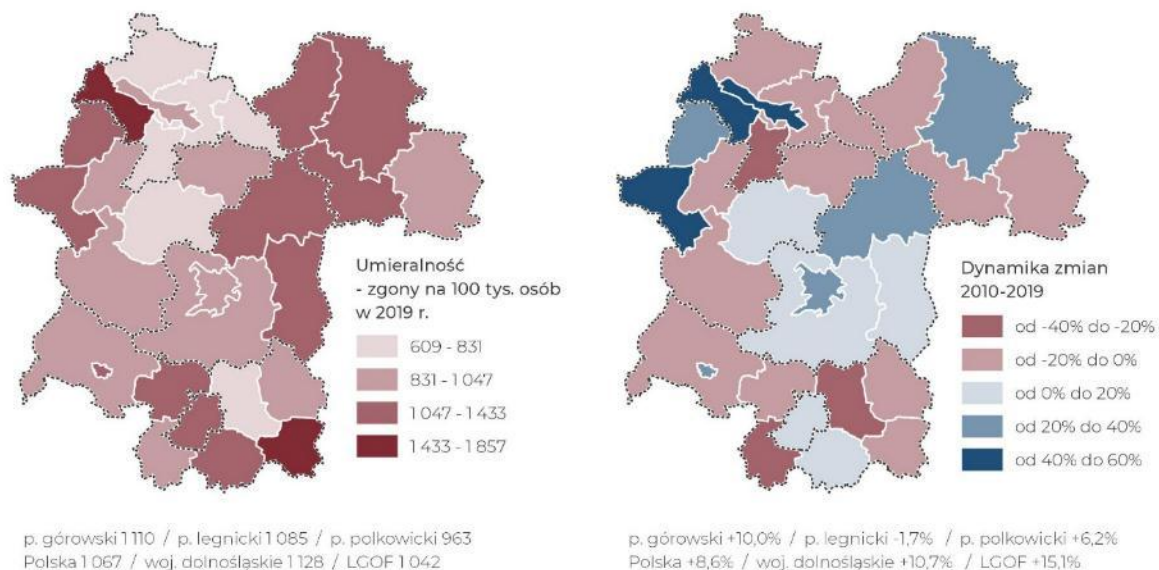 Umieralność
- zgony na 100 tys. osób
w 2019 r.
609 - 831
831 - 1 047
1 047 - 1 433
1 433 - 1 857
p. górowski 1 110 / p. legnicki 1 085 / p. polkowicki 963
Polska 1 067 / woj. dolnośląskie 1 128 / LGOF 1 042
Dynamika zmian
2010-2019
od -40% do -20%
od -20% do 0%
od 0% do 20%
od 20% do 40%
od 40% do 60%
p. górowski +10,0% / p. legnicki -1,7% / p. polkowicki +6,2%
Polska +8,6% / woj. dolnośląskie +10,7% / LGOF +15,1%